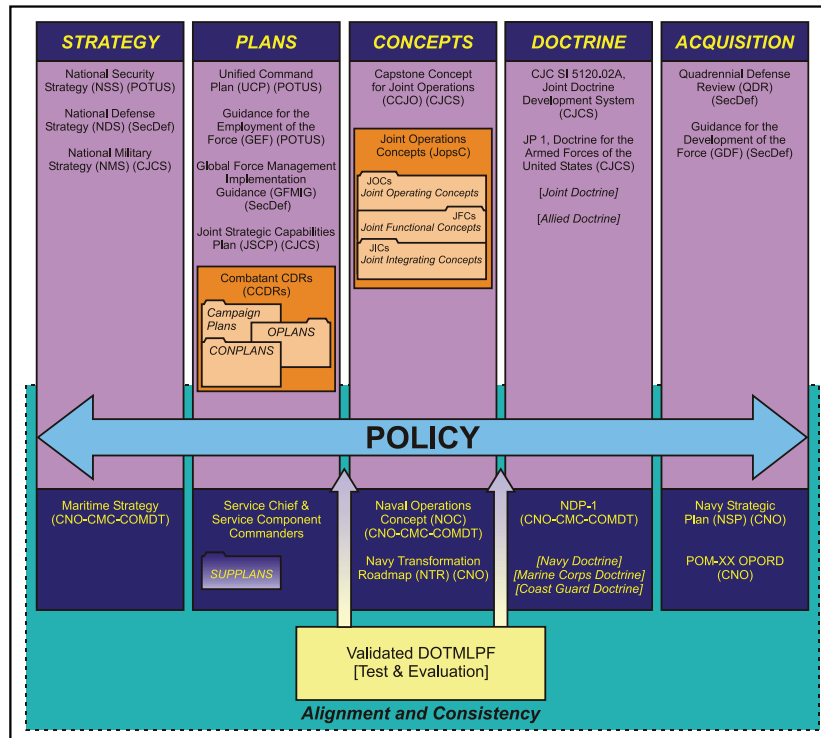 STRATEGY
National Security
Strategy (NSS) (POTUS)
National Defense
Strategy (NDS) (SecDef)
National Military
Strategy (NMS) (CJCS)
PLANS
Unified Command
Plan (UCP) (POTUS)
Guidance for the
Employment of the
Force (GEF) (POTUS)
Global Force Management
Implementation
Guidance (GFMIG)
(SecDef)
Joint Strategic Capabilities
Plan (JSCP) (CJCS)
Combatant CDRs
(CCDRs)
Campaign
Plans
OPLANS
CONPLANS
CONCEPTS
Capstone Concept
for Joint Operations
(CCJO) (CJCS)
Joint Operations
Concepts (JopsC)
JOCs
Joint Operating Concepts
JFCs
Joint Functional Concepts
JICs
Joint Integrating Concepts
DOCTRINE
CJC SI 5120.02A,
Joint Doctrine
Development System
(CJCS)
JP 1, Doctrine for the
Armed Forces of the
United States (CJCS)
[Joint Doctrine]
[Allied Doctrine]
ACQUISITION
Quadrennial Defense
Review (QDR)
(SecDef)
Guidance for the
Development of the
Force (GDF) (SecDef)
POLICY
Maritime Strategy
(CNO-CMC-COMDT)
Service Chief &
Service Component
Commanders
SUPPLANS
Naval Operations
Concept (NOC)
(CNO-CMC-COMDT)
Navy Transformation
Roadmap (NTR) (CNO)
NDP-1
(CNO-CMC-COMDT)
[Navy Doctrine]
[Marine Corps Doctrine]
[Coast Guard Doctrine]
Navy Strategic
Plan (NSP) (CNO)
POM-XX OPORD
(CNO)
Validated DOTMLPF
[Test & Evaluation]
Alignment and Consistency